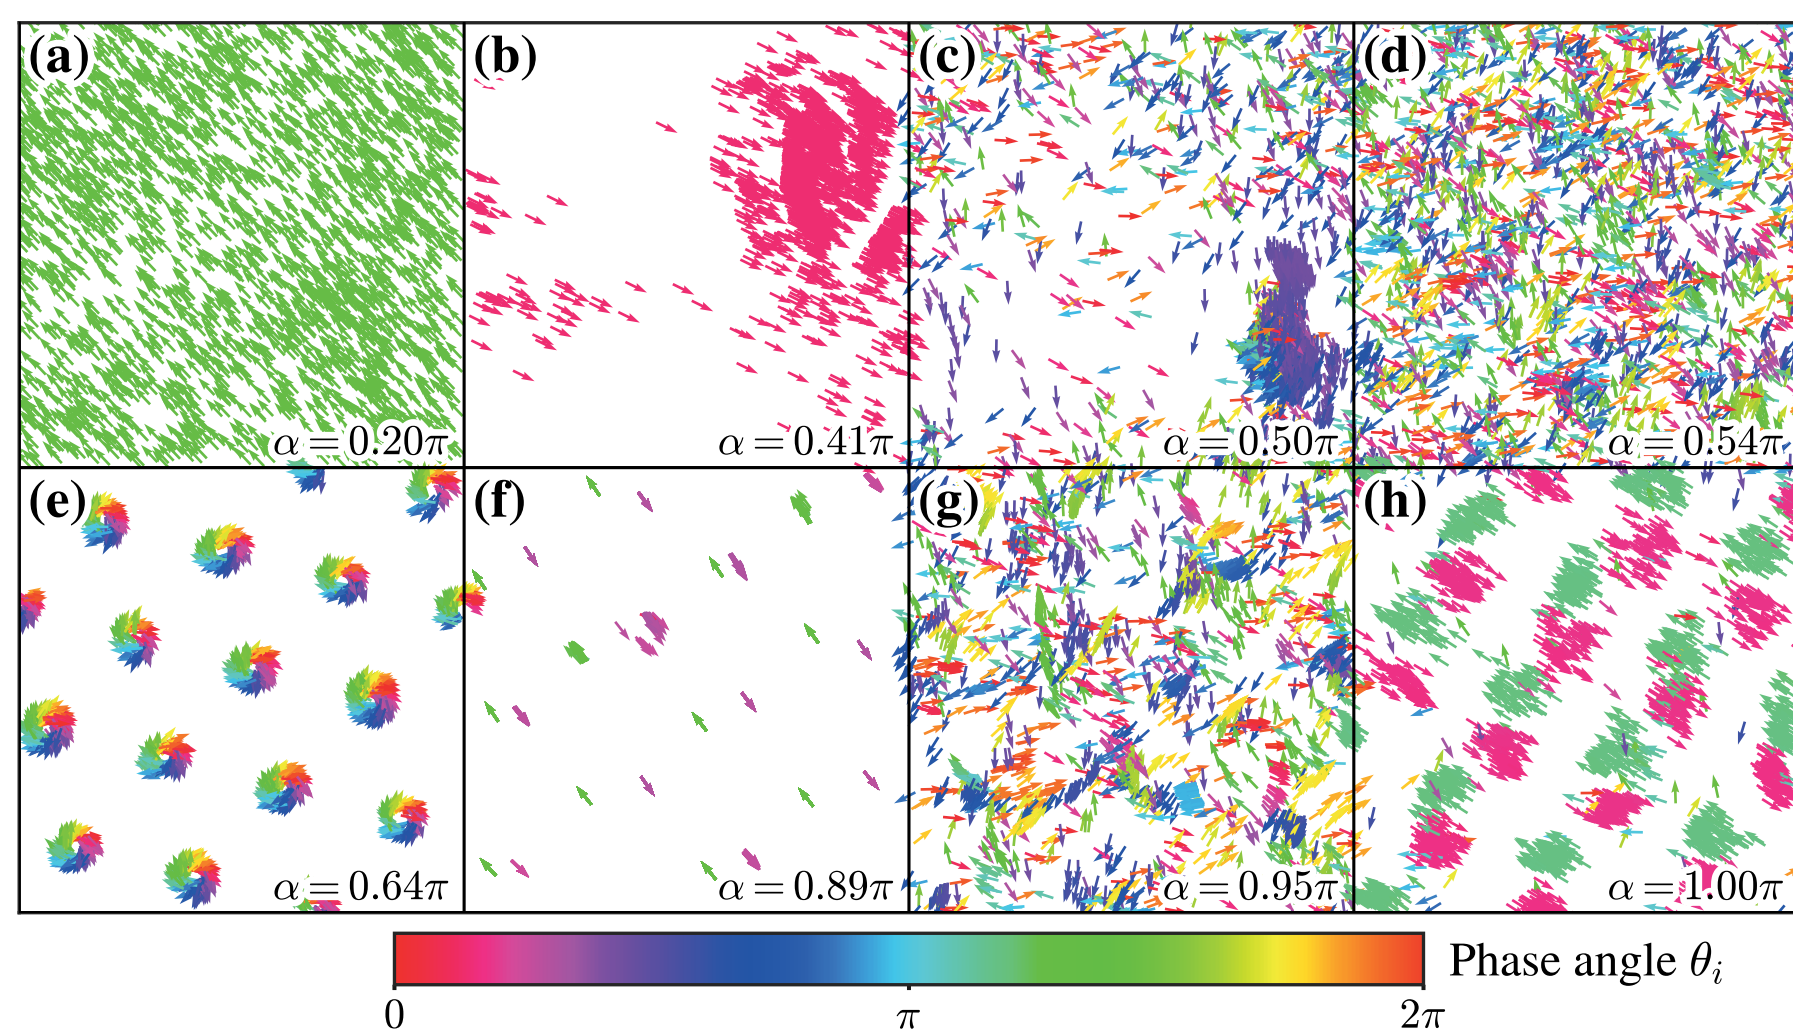 (a) (b) (c) (d)
α = 0.20π α = 0.41π α = 0.50π α = 0.54π
(e) (f) (g) (h)
α = 0.64π α = 0.89π α = 0.95π α = 1.00π
Phase angle θᵢ
0 π 2π